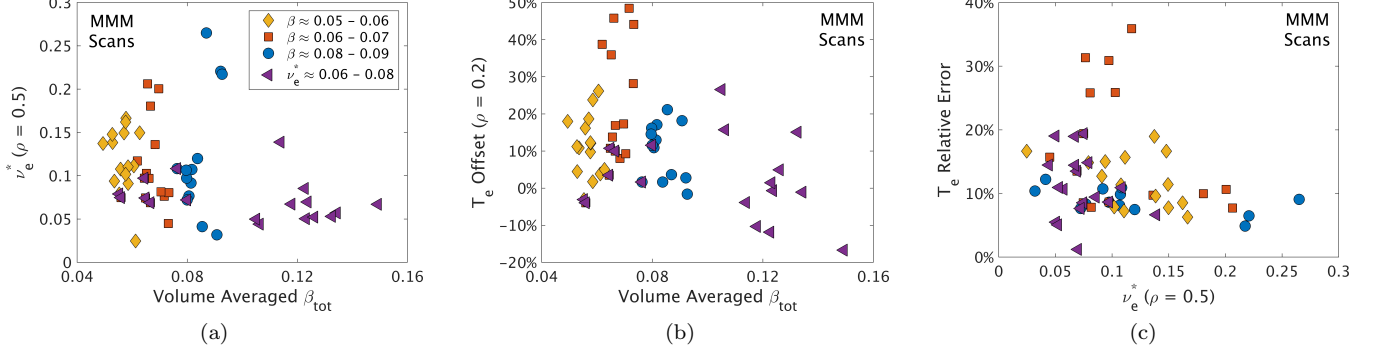 0.3
0.25
0.2
0.15
0.1
0.05
0
0.04
0.08
0.12
0.16
ν*e (ρ = 0.5)
Volume Averaged βtot
MMM
Scans
β ≈ 0.05 – 0.06
β ≈ 0.06 – 0.07
β ≈ 0.08 – 0.09
ν*e ≈ 0.06 – 0.08
(a)
50%
40%
30%
20%
10%
0%
-10%
-20%
0.04
0.08
0.12
0.16
Te Offset (ρ = 0.2)
Volume Averaged βtot
MMM
Scans
(b)
40%
30%
20%
10%
0%
0
0.05
0.1
0.15
0.2
0.25
0.3
Te Relative Error
ν*e (ρ = 0.5)
MMM
Scans
(c)